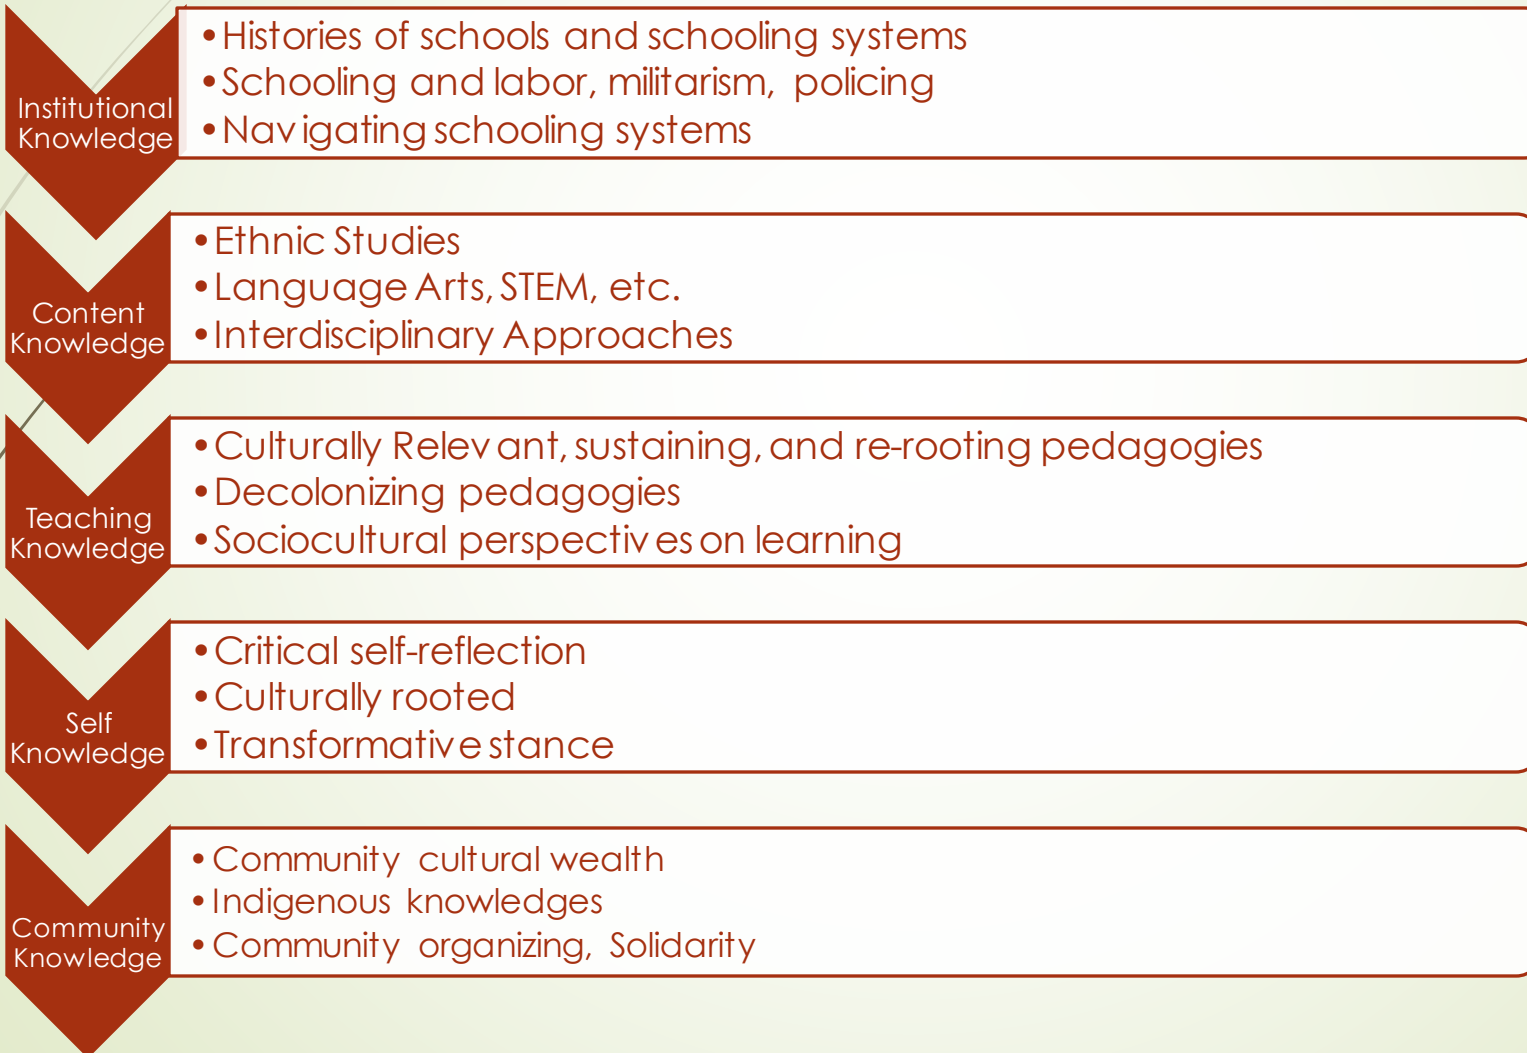 Institutional
Knowledge
•Histories of schools and schooling systems
•Schooling and labor, militarism, policing
•Navigating schooling systems
Content
Knowledge
•Ethnic Studies
•Language Arts, STEM, etc.
•Interdisciplinary Approaches
Teaching
Knowledge
•Culturally Relevant, sustaining, and re-rooting pedagogies
•Decolonizing pedagogies
•Sociocultural perspectives on learning
Self
Knowledge
•Critical self-reflection
•Culturally rooted
•Transformative stance
Community
Knowledge
•Community cultural wealth
•Indigenous knowledges
•Community organizing, Solidarity